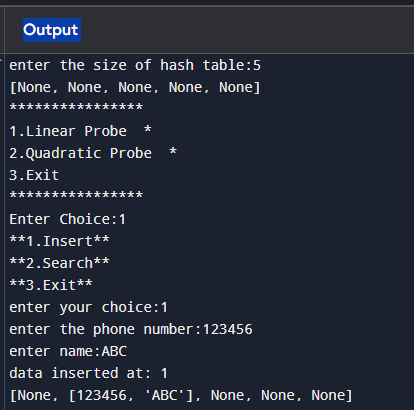 Output
enter the size of hash table:5
[None, None, None, None, None]
****************
1.Linear Probe  *
2.Quadratic Probe  *
3.Exit
****************
Enter Choice:1
**1.Insert**
**2.Search**
**3.Exit**
enter your choice:1
enter the phone number:123456
enter name:ABC
data inserted at: 1
[None, [123456, 'ABC'], None, None, None]